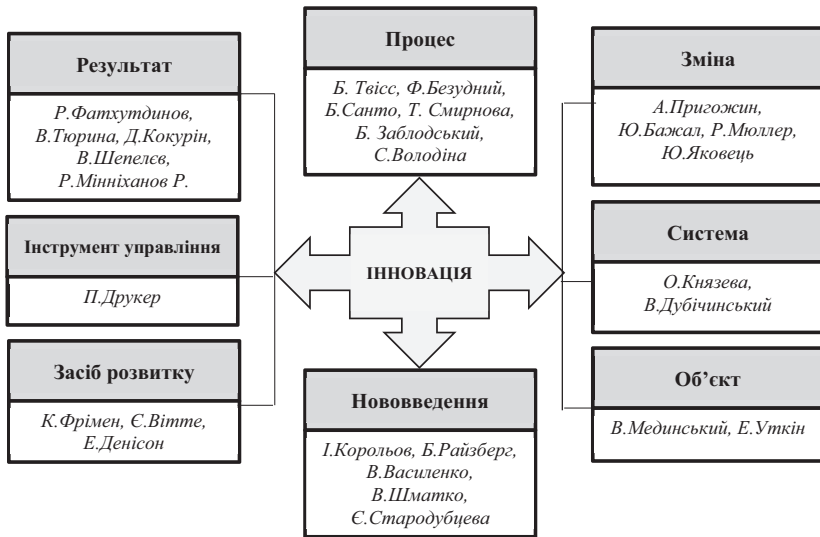 Результат
Р.Фатхутдинов,
В.Тюрина, Д.Кокурін,
В.Шепелєв,
Р.Мінніханов Р.
Інструмент управління
П.Друкер
Засіб розвитку
К.Фрімен, Є.Вітте,
Е.Денісон
Процес
Б. Твісс, Ф.Безудний,
Б.Санто, Т. Смирнова,
Б. Заблодський,
С.Володіна
ІННОВАЦІЯ
Нововведення
І.Корольов, Б.Райзберг,
В.Василенко,
В.Шматко,
Є.Стародубцева
Зміна
А.Пригожин,
Ю.Бажал, Р.Мюллер,
Ю.Яковець
Система
О.Князева,
В.Дубічинський
Об’єкт
В.Мединський, Е.Уткін